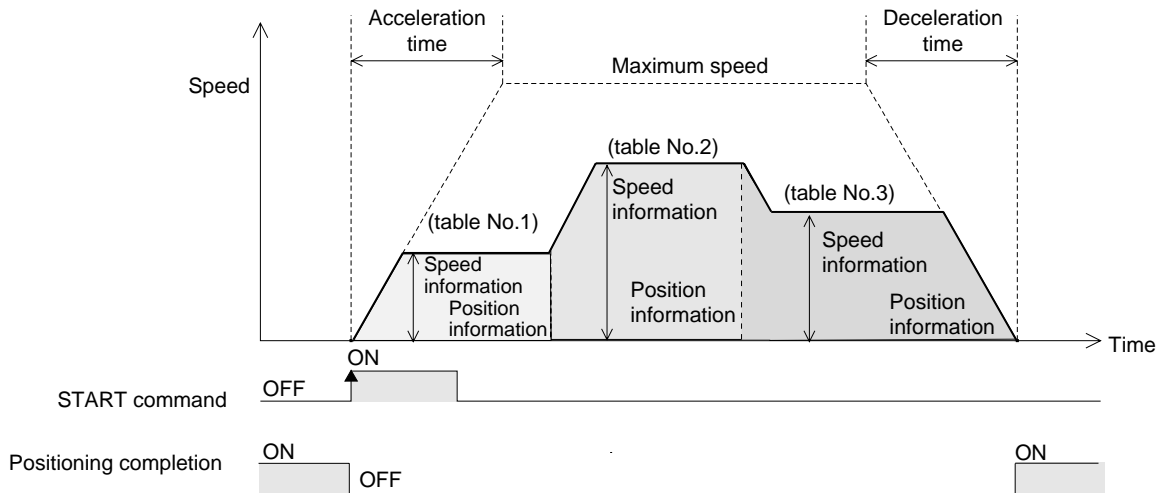 Acceleration
time
Deceleration
time
Maximum speed
Speed
(table No.2)
(table No.3)
(table No.1)
Speed
information
Speed
information
Speed
information
Position
information
Position
information
Position
information
Time
ON
OFF
START command
ON
ON
Positioning completion
OFF